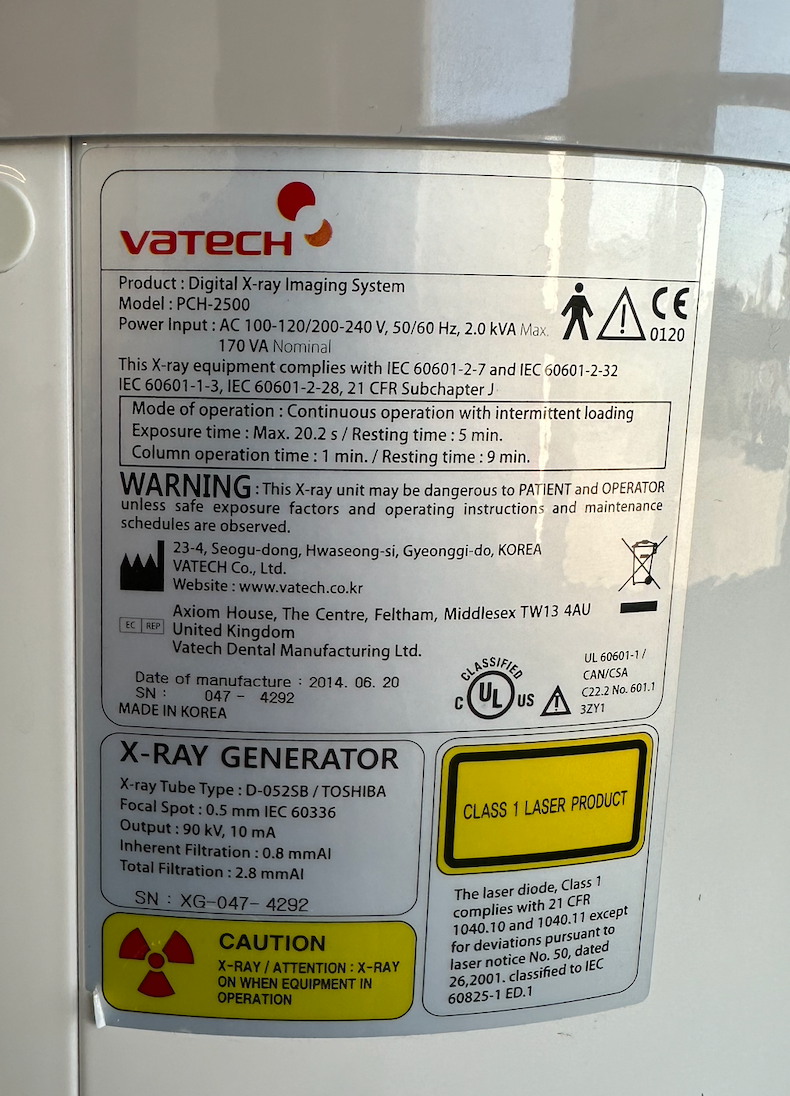 vatech
Product : Digital X-ray Imaging System
Model : PCH-2500
Power Input : AC 100-120/200-240 V, 50/60 Hz, 2.0 kVA Max.
170 VA Nominal
CE
0120
This X-ray equipment complies with IEC 60601-2-7 and IEC 60601-2-32
IEC 60601-1-3, IEC 60601-2-28, 21 CFR Subchapter J
Mode of operation : Continuous operation with intermittent loading
Exposure time : Max. 20.2 s / Resting time : 5 min.
Column operation time : 1 min. / Resting time : 9 min.
WARNING : This X-ray unit may be dangerous to PATIENT and OPERATOR
unless safe exposure factors and operating instructions and maintenance
schedules are observed.
23-4, Seogu-dong, Hwaseong-si, Gyeonggi-do, KOREA
VATECH Co., Ltd.
Website : www.vatech.co.kr
EC REP
Axiom House, The Centre, Feltham, Middlesex TW13 4AU
United Kingdom
Vatech Dental Manufacturing Ltd.
Date of manufacture : 2014. 06. 20
SN : 047 - 4292
MADE IN KOREA
CLASSIFIED
C UL US
UL 60601-1 /
CAN/CSA
C22.2 No. 601.1
3ZY1
X-RAY GENERATOR
X-ray Tube Type : D-052SB / TOSHIBA
Focal Spot : 0.5 mm IEC 60336
Output : 90 kV, 10 mA
Inherent Filtration : 0.8 mmAl
Total Filtration : 2.8 mmAl
SN : XG-047- 4292
CAUTION
X-RAY / ATTENTION : X-RAY
ON WHEN EQUIPMENT IN
OPERATION
CLASS 1 LASER PRODUCT
The laser diode, Class 1
complies with 21 CFR
1040.10 and 1040.11 except
for deviations pursuant to
laser notice No. 50, dated
26,2001. classified to IEC
60825-1 ED.1